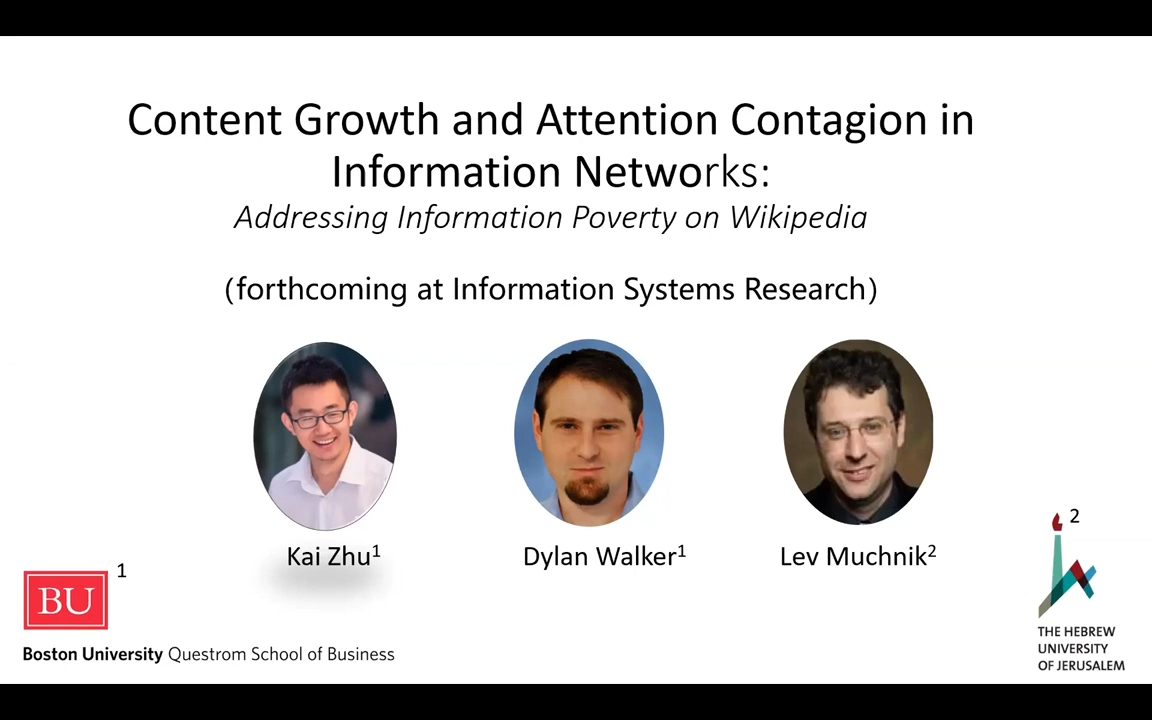 Content Growth and Attention Contagion in
Information Networks:
Addressing Information Poverty on Wikipedia
(forthcoming at Information Systems Research)
Kai Zhu1
Dylan Walker1
Lev Muchnik2
BU
1
Boston University Questrom School of Business
2
THE HEBREW
UNIVERSITY
OF JERUSALEM